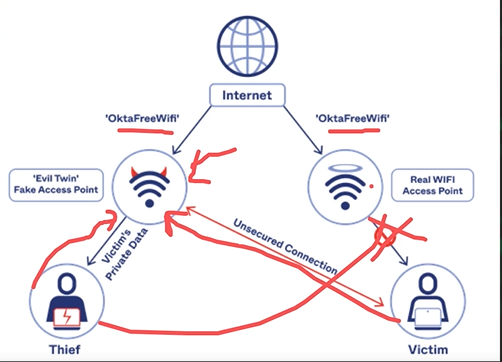 Internet
'OktaFreeWifi'
'OktaFreeWifi'
'Evil Twin'
Fake Access Point
Real WIFI
Access Point
Victim's
Private Data
Unsecured Connection
Thief
Victim